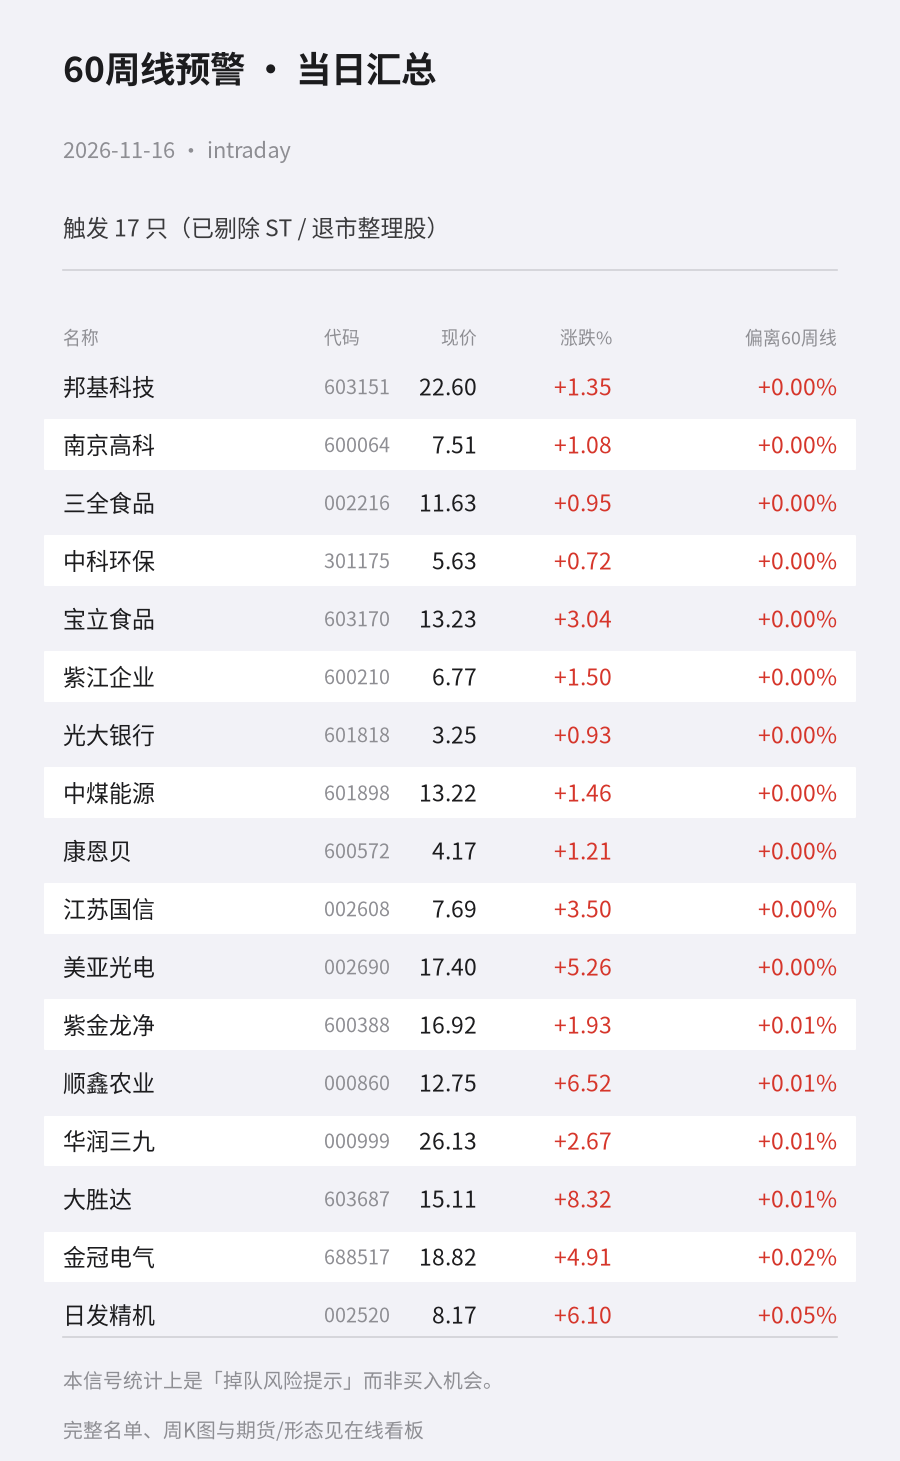 60周线预警 · 当日汇总
2026-11-16 · intraday
触发 17 只（已剔除 ST / 退市整理股）
名称 代码 现价 涨跌% 偏离60周线
邦基科技 603151 22.60 +1.35 +0.00%
南京高科 600064 7.51 +1.08 +0.00%
三全食品 002216 11.63 +0.95 +0.00%
中科环保 301175 5.63 +0.72 +0.00%
宝立食品 603170 13.23 +3.04 +0.00%
紫江企业 600210 6.77 +1.50 +0.00%
光大银行 601818 3.25 +0.93 +0.00%
中煤能源 601898 13.22 +1.46 +0.00%
康恩贝 600572 4.17 +1.21 +0.00%
江苏国信 002608 7.69 +3.50 +0.00%
美亚光电 002690 17.40 +5.26 +0.00%
紫金龙净 600388 16.92 +1.93 +0.01%
顺鑫农业 000860 12.75 +6.52 +0.01%
华润三九 000999 26.13 +2.67 +0.01%
大胜达 603687 15.11 +8.32 +0.01%
金冠电气 688517 18.82 +4.91 +0.02%
日发精机 002520 8.17 +6.10 +0.05%
本信号统计上是「掉队风险提示」而非买入机会。
完整名单、周K图与期货/形态见在线看板